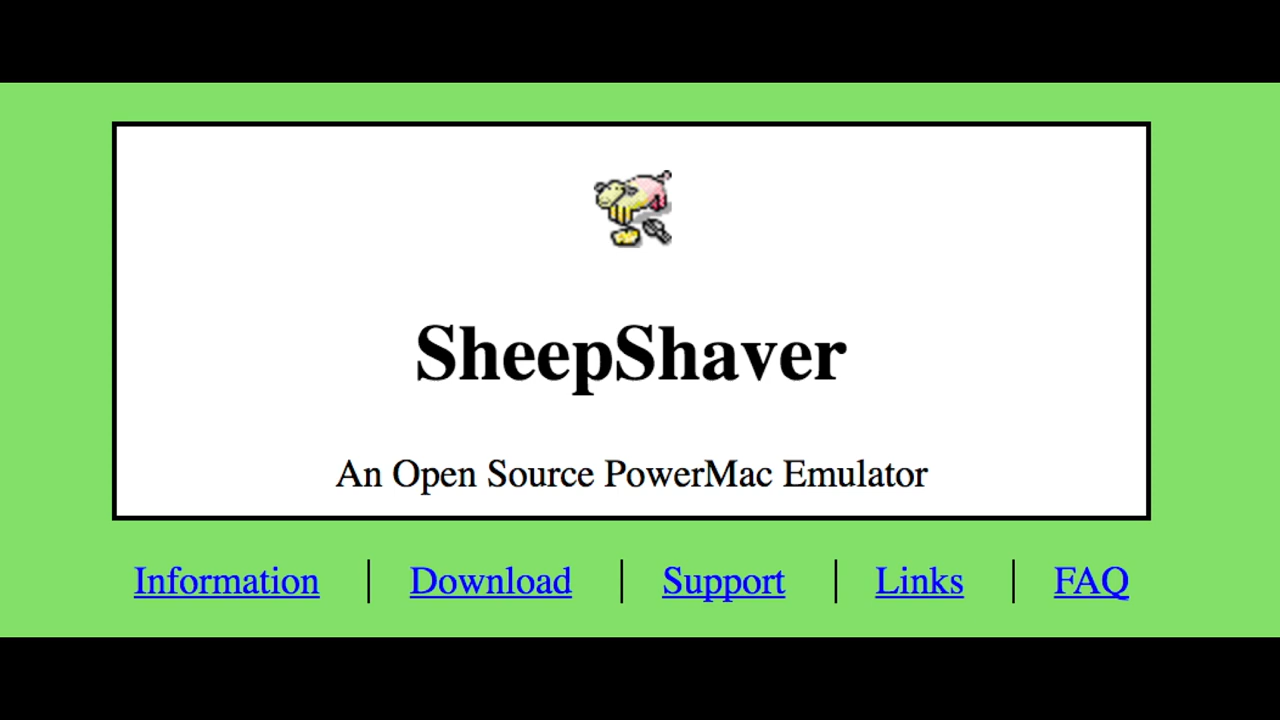 SheepShaver
An Open Source PowerMac Emulator
Information | Download | Support | Links | FAQ